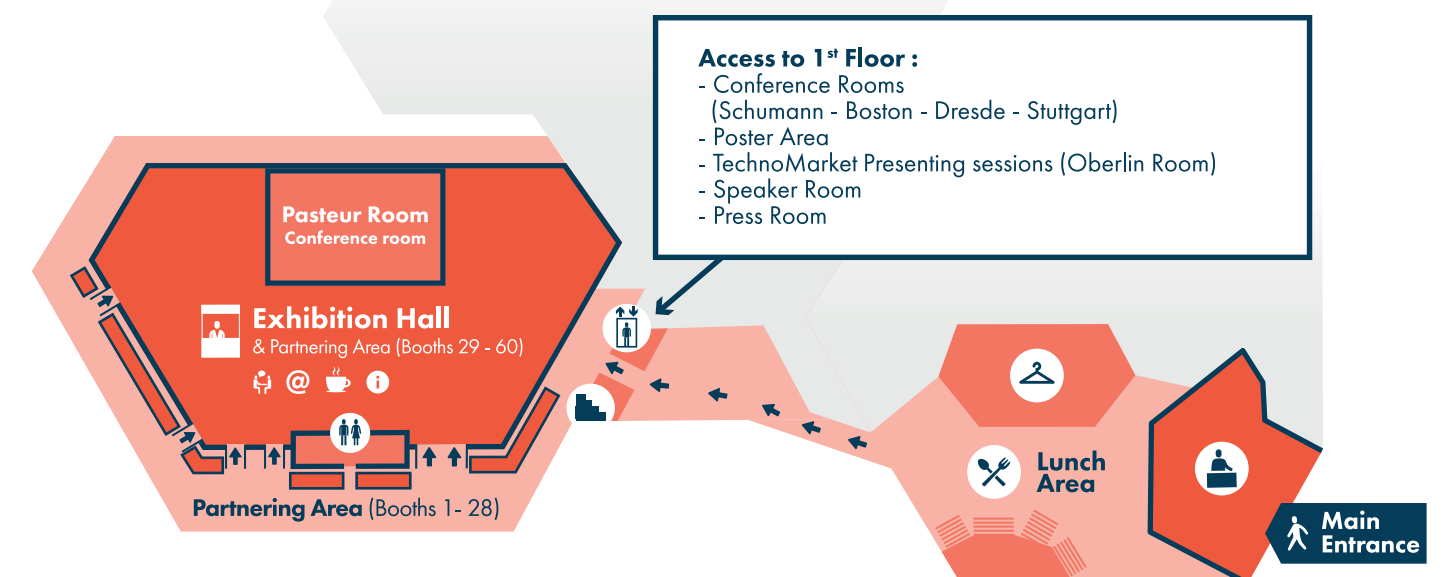 Access to 1st Floor :
- Conference Rooms
(Schumann - Boston - Dresde - Stuttgart)
- Poster Area
- TechnoMarket Presenting sessions (Oberlin Room)
- Speaker Room
- Press Room
Pasteur Room
Conference room
Exhibition Hall
& Partnering Area (Booths 29 - 60)
@
i
Partnering Area (Booths 1- 28)
Lunch
Area
Main
Entrance